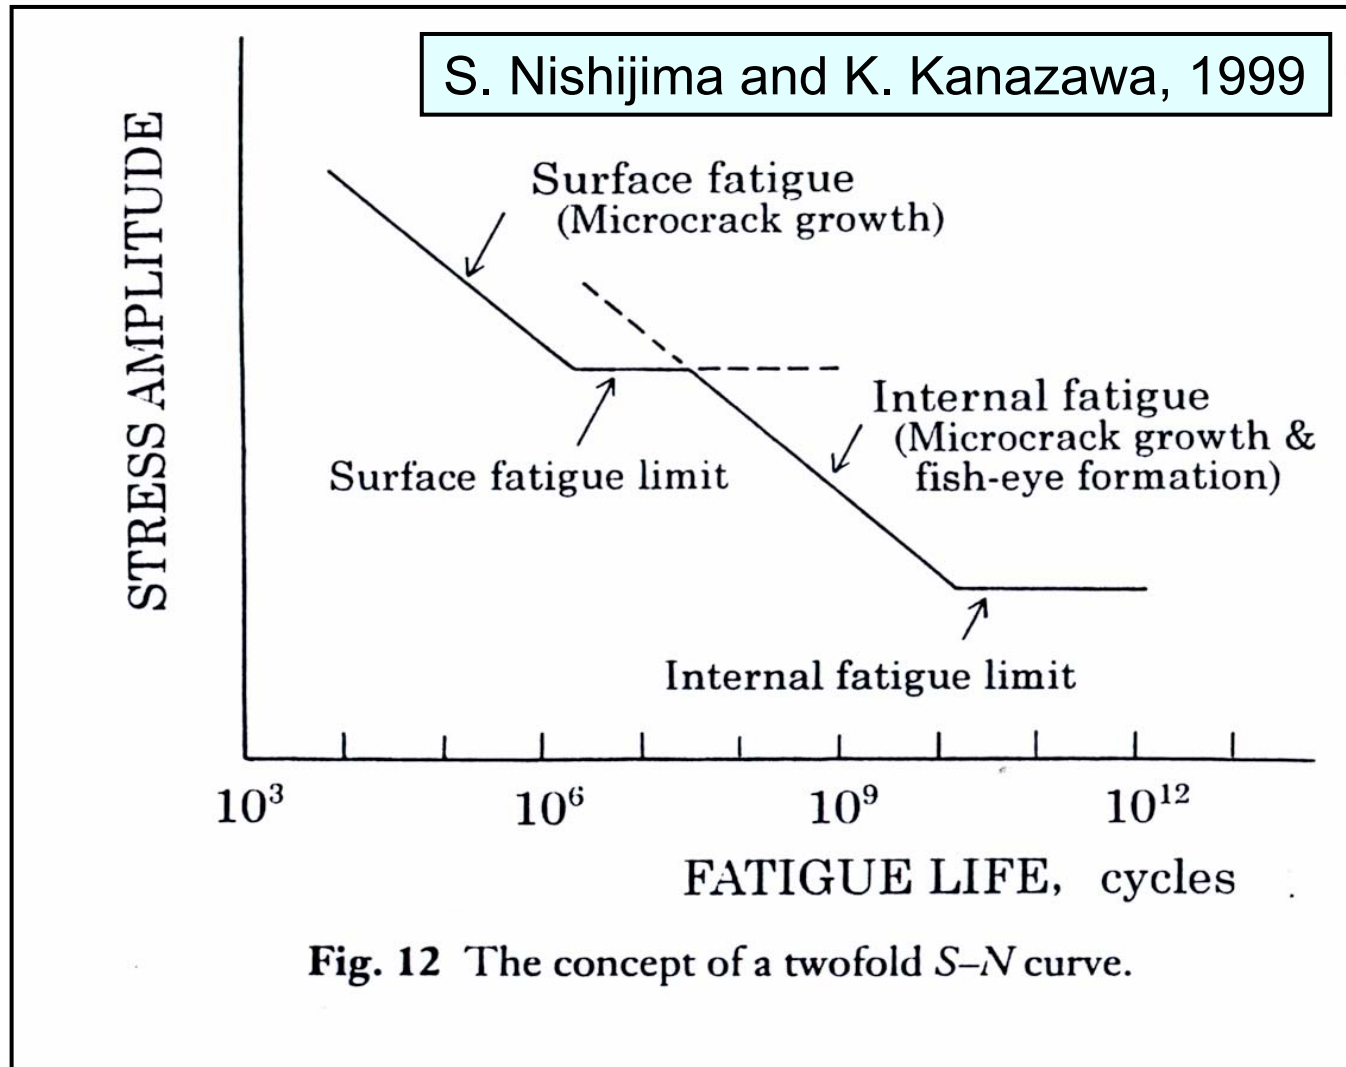 S. Nishijima and K. Kanazawa, 1999
STRESS AMPLITUDE
Surface fatigue
(Microcrack growth)
Internal fatigue
(Microcrack growth &
fish-eye formation)
Surface fatigue limit
Internal fatigue limit
10³ 10⁶ 10⁹ 10¹²
FATIGUE LIFE, cycles
Fig. 12 The concept of a twofold S–N curve.